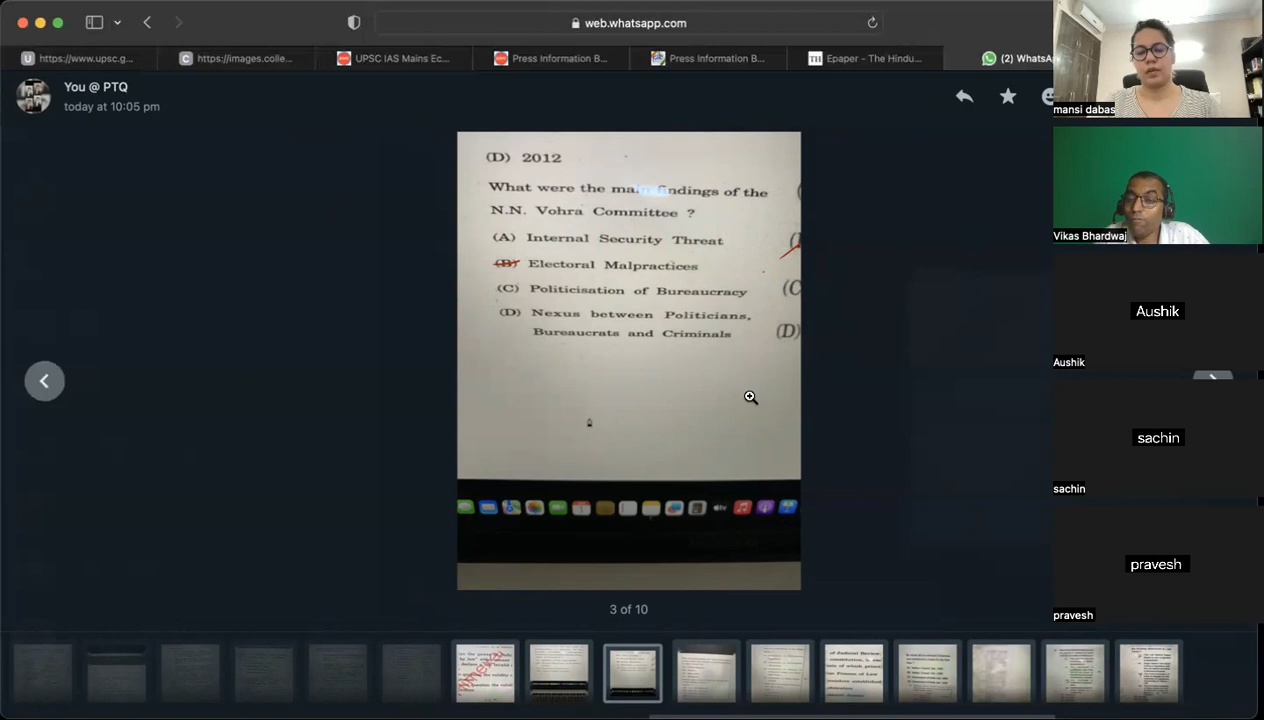 web.whatsapp.com
https://www.upsc.g...
https://images.colle...
UPSC IAS Mains Ec...
Press Information B...
Press Information B...
Epaper - The Hindu...
(2) WhatsA
You @ PTQ
today at 10:05 pm
(D) 2012
What were the main findings of the
N.N. Vohra Committee ?
(A) Internal Security Threat
(B) Electoral Malpractices
(C) Politicisation of Bureaucracy
(D) Nexus between Politicians,
Bureaucrats and Criminals
(C
(D)
3 of 10
mansi dabas
Vikas Bhardwaj
Aushik
Aushik
sachin
sachin
pravesh
pravesh